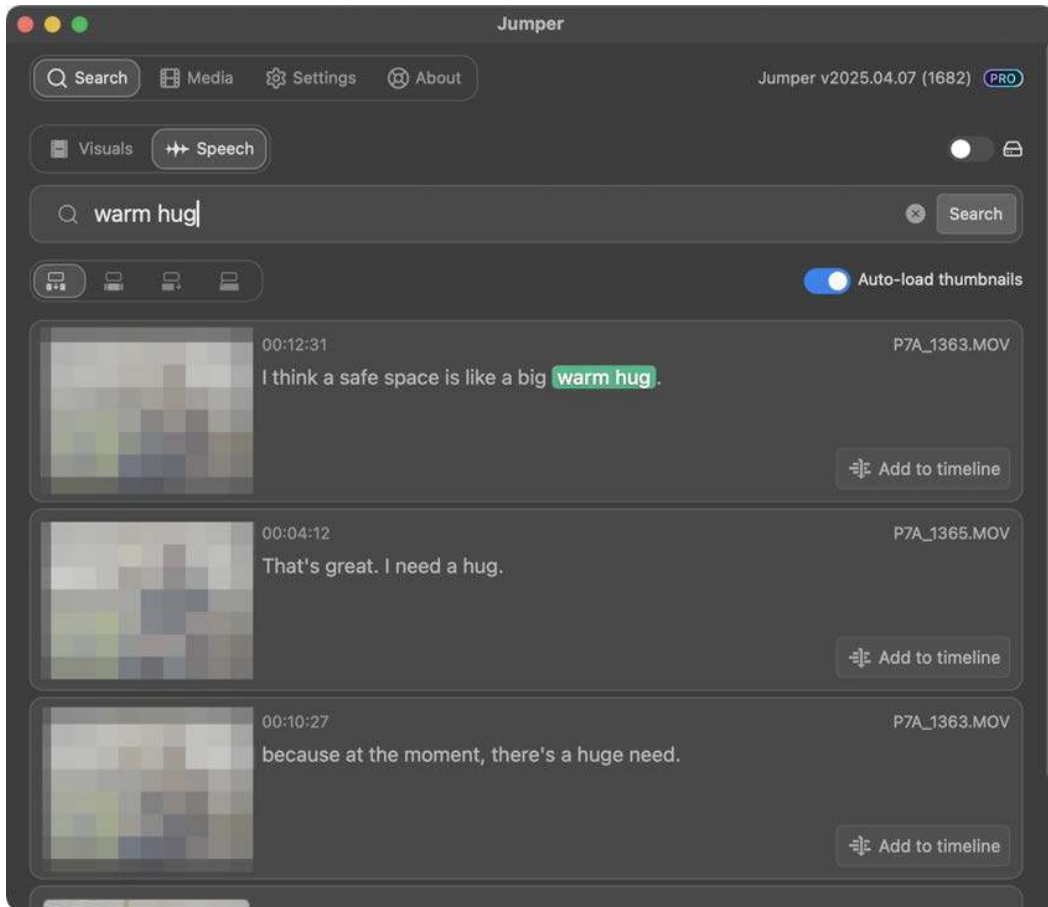 Jumper
Search Media Settings About Jumper v2025.04.07 (1682) PRO
Visuals Speech
warm hug Search
Auto-load thumbnails
00:12:31 P7A_1363.MOV
I think a safe space is like a big warm hug.
Add to timeline
00:04:12 P7A_1365.MOV
That's great. I need a hug.
Add to timeline
00:10:27 P7A_1363.MOV
because at the moment, there's a huge need.
Add to timeline